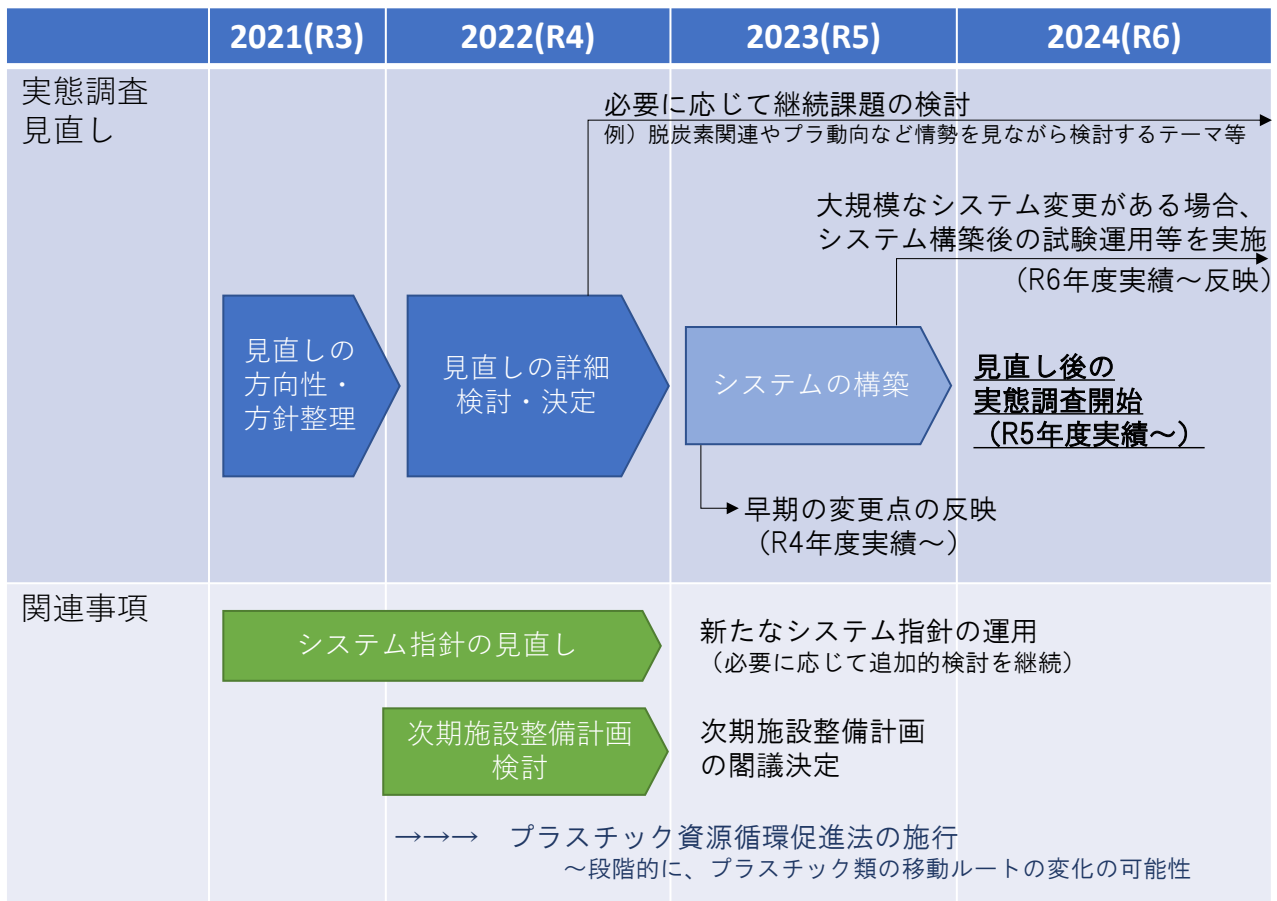 2021(R3)
2022(R4)
2023(R5)
2024(R6)
実態調査
見直し
必要に応じて継続課題の検討
例）脱炭素関連やプラ動向など情勢を見ながら検討するテーマ等
大規模なシステム変更がある場合、
システム構築後の試験運用等を実施
（R6年度実績～反映）
見直しの
方向性・
方針整理
見直しの詳細
検討・決定
システムの構築
見直し後の
実態調査開始
（R5年度実績～）
早期の変更点の反映
（R4年度実績～）
関連事項
システム指針の見直し
新たなシステム指針の運用
（必要に応じて追加的検討を継続）
次期施設整備計画
検討
次期施設整備計画
の閣議決定
→→→ プラスチック資源循環促進法の施行
～段階的に、プラスチック類の移動ルートの変化の可能性